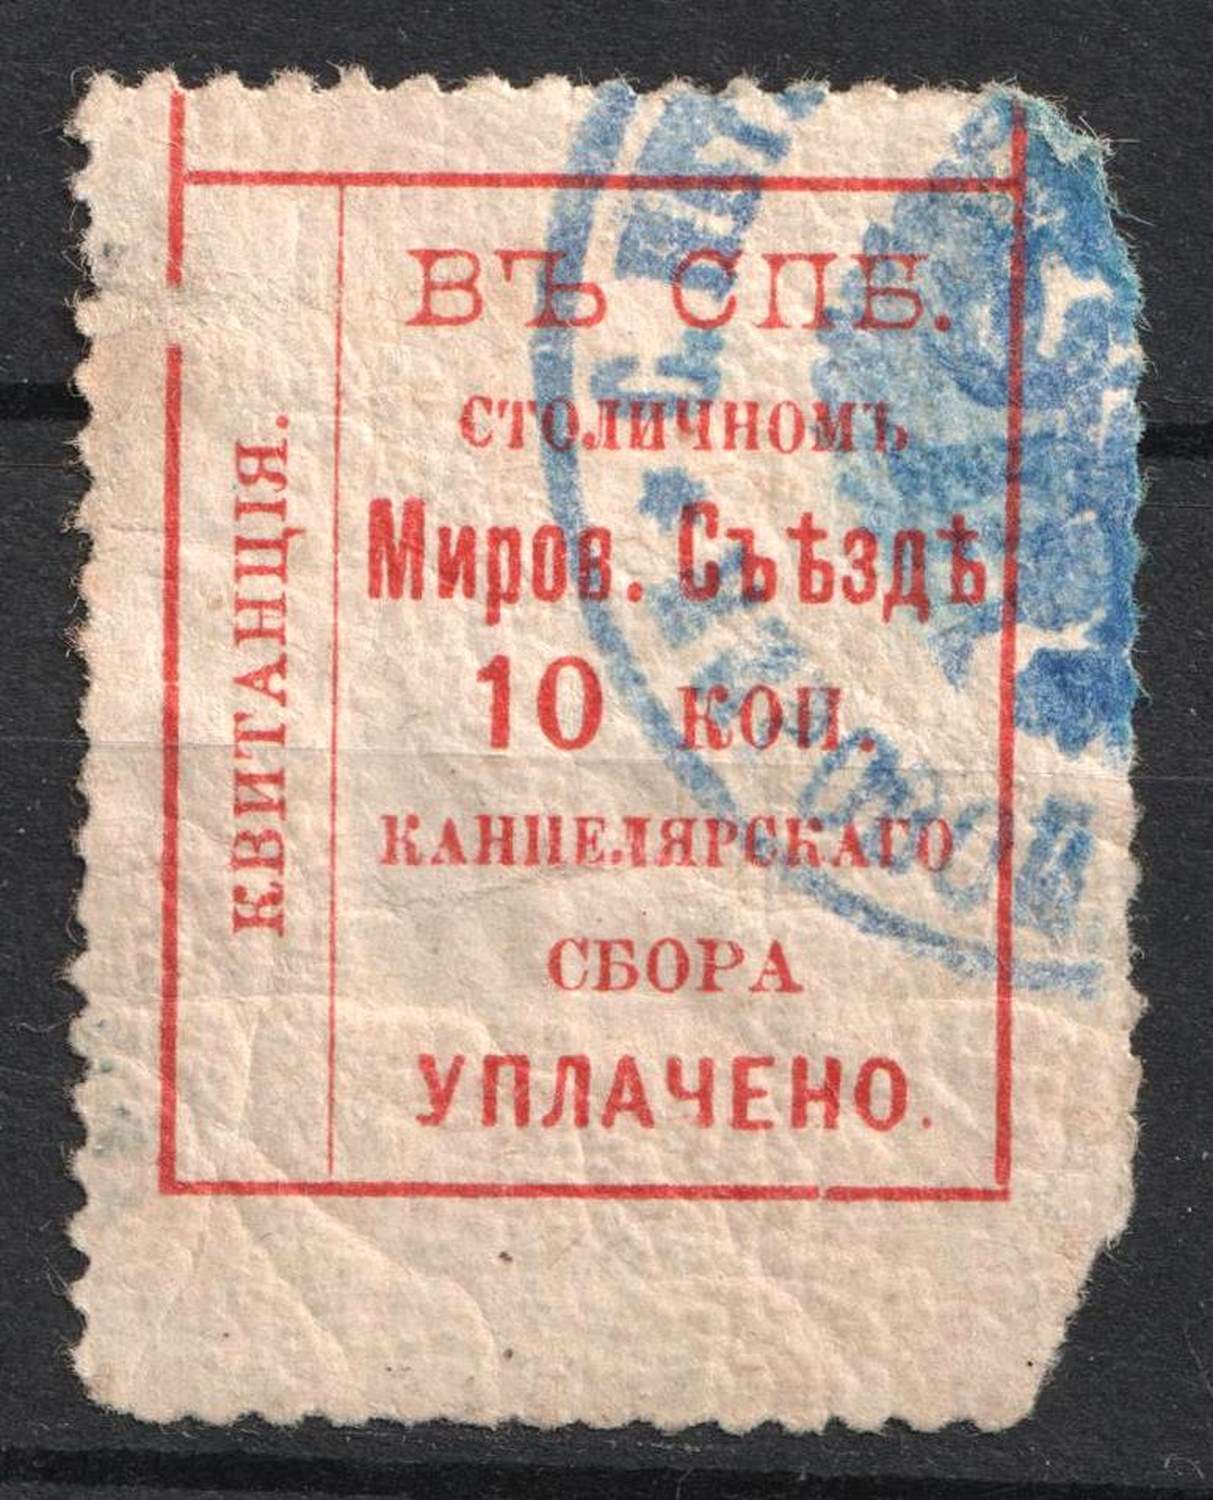 КВИТАНЦІЯ.
ВЪ СПБ.
СТОЛИЧНОМЪ
Миров. Съѣздѣ
10 КОП.
КАНЦЕЛЯРСКАГО
СБОРА
УПЛАЧЕНО.